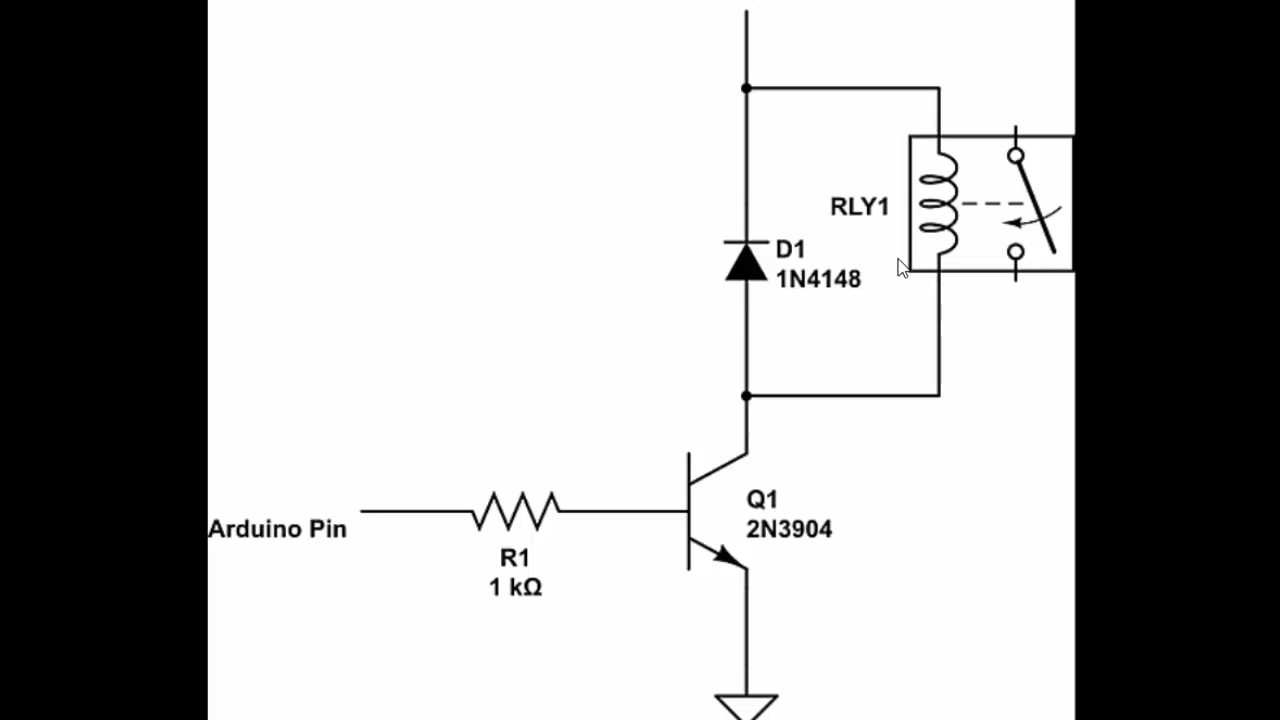 RLY1
D1
1N4148
Q1
2N3904
Arduino Pin
R1
1 kΩ